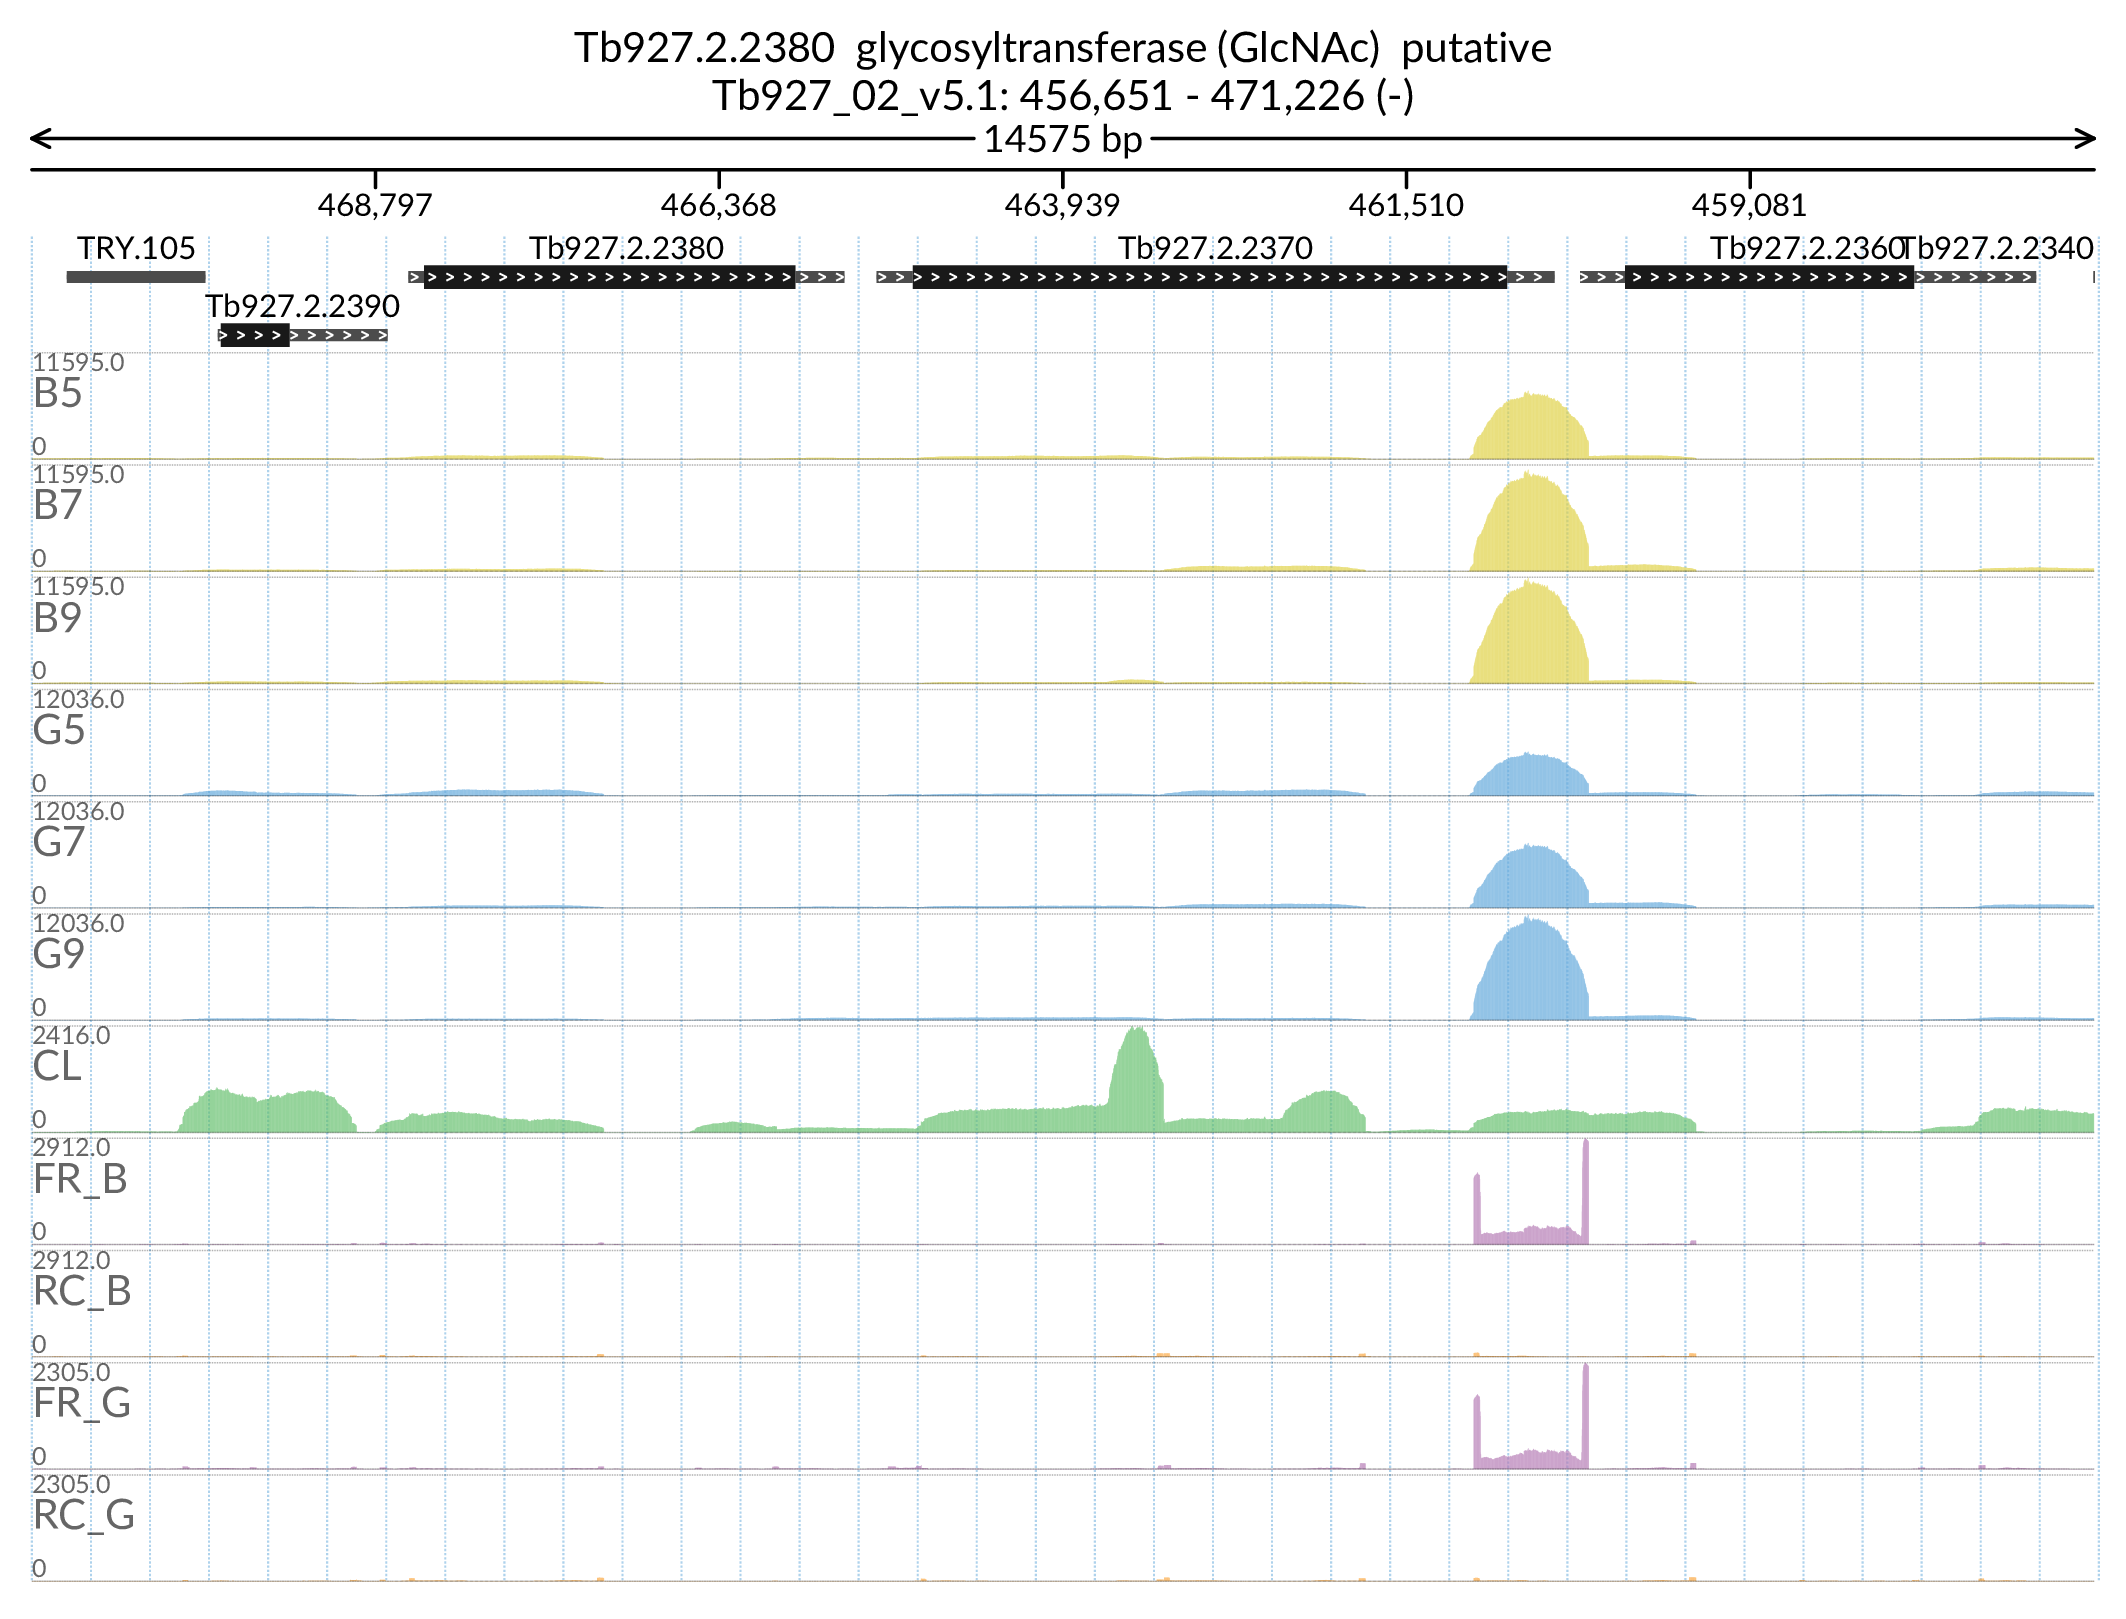 Tb927.2.2380 glycosyltransferase (GlcNAc) putative
Tb927_02_v5.1: 456,651 - 471,226 (-)
14575 bp
468,797 466,368 463,939 461,510 459,081
TRY.105 Tb927.2.2380 Tb927.2.2370 Tb927.2.2360 Tb927.2.2340
Tb927.2.2390
11595.0
B5
0
11595.0
B7
0
11595.0
B9
0
12036.0
G5
0
12036.0
G7
0
12036.0
G9
0
2416.0
CL
0
2912.0
FR_B
0
2912.0
RC_B
0
2305.0
FR_G
0
2305.0
RC_G
0